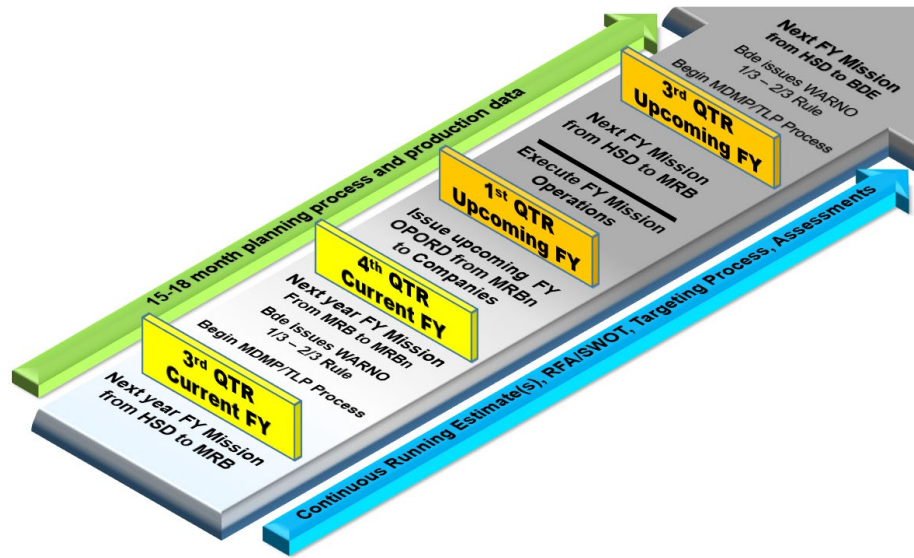 Next FY Mission
from HSD to BDE
Bde issues WARNO
1/3 – 2/3 Rule
Begin MDMP/TLP Process
3rd QTR
Upcoming FY
Next FY Mission
from HSD to MRB
Execute FY Mission
Operations
1st QTR
Upcoming FY
Issue upcoming FY
OPORD from MRBn
to Companies
4th QTR
Current FY
Next year FY Mission
From MRB to MRBn
Bde issues WARNO
1/3 – 2/3 Rule
Begin MDMP/TLP Process
3rd QTR
Current FY
Next year FY Mission
from HSD to MRB
15-18 month planning process and production data
Continuous Running Estimate(s), RFA/SWOT, Targeting Process, Assessments